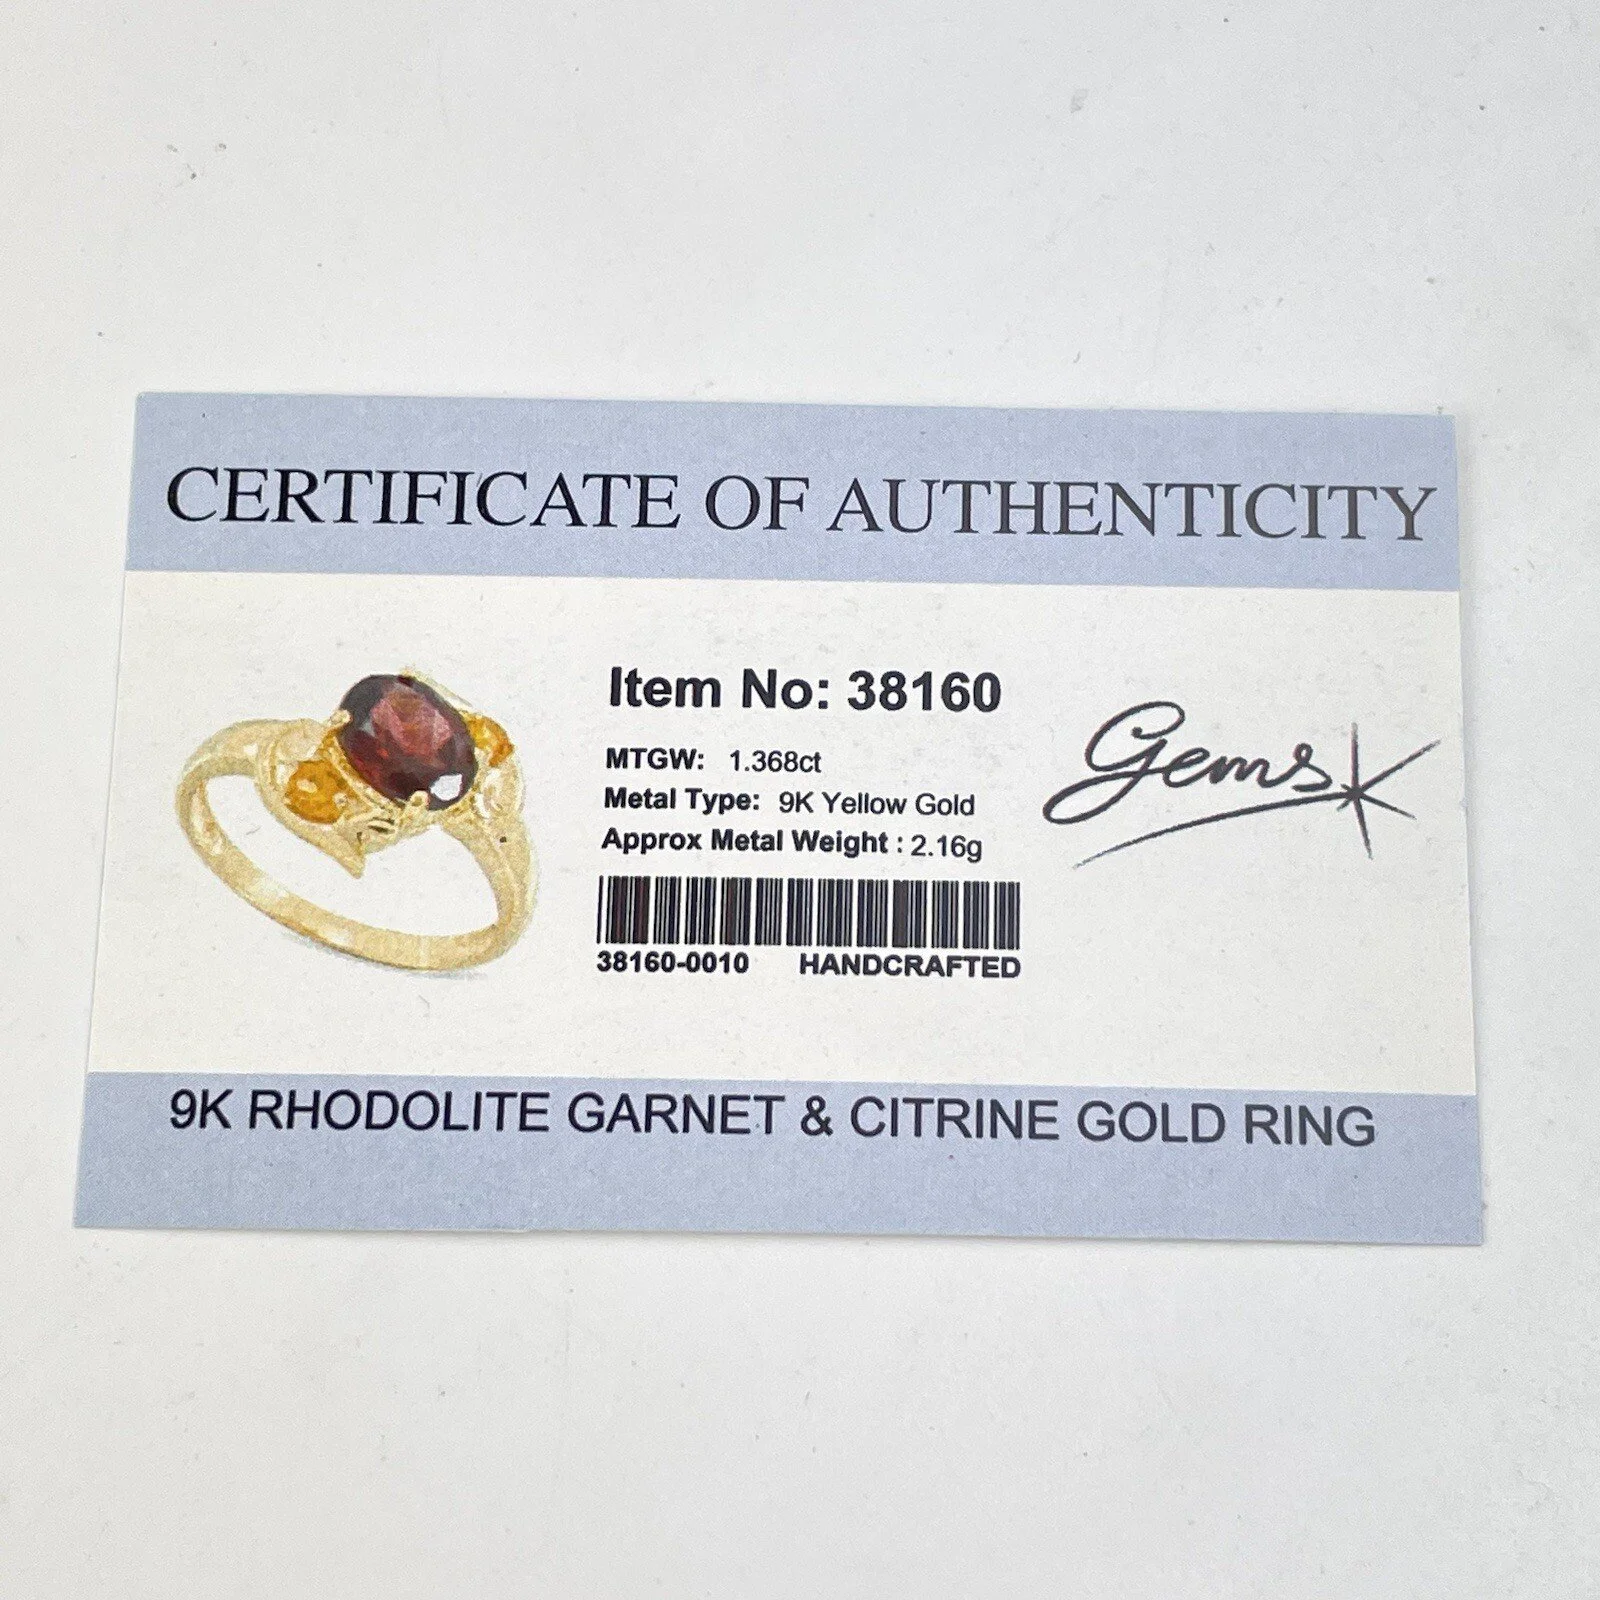 CERTIFICATE OF AUTHENTICITY
Item No: 38160
MTGW: 1.368ct
Metal Type: 9K Yellow Gold
Approx Metal Weight : 2.16g
Gems
38160-0010 HANDCRAFTED
9K RHODOLITE GARNET & CITRINE GOLD RING